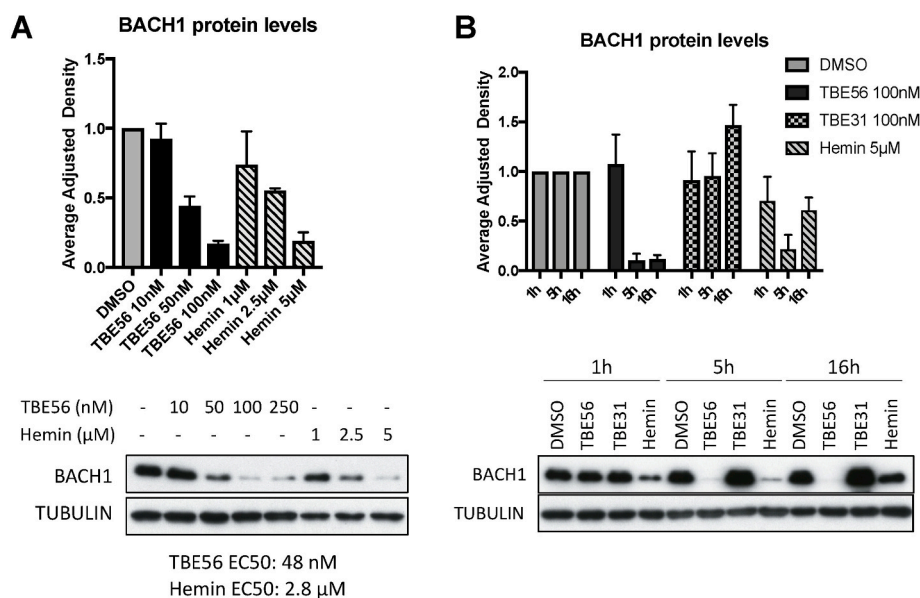 A
BACH1 protein levels
Average Adjusted Density
1.5
1.0
0.5
0.0
DMSO
TBE56 10nM
TBE56 50nM
TBE56 100nM
Hemin 1µM
Hemin 2.5µM
Hemin 5µM
TBE56 (nM) - 10 50 100 250 - - -
Hemin (µM) - - - - - 1 2.5 5
BACH1
TUBULIN
TBE56 EC50: 48 nM
Hemin EC50: 2.8 µM
B
BACH1 protein levels
Average Adjusted Density
2.0
1.5
1.0
0.5
0.0
1h 5h 16h 1h 5h 16h 1h 5h 16h 1h 5h 16h
DMSO
TBE56 100nM
TBE31 100nM
Hemin 5µM
1h 5h 16h
DMSO TBE56 TBE31 Hemin DMSO TBE56 TBE31 Hemin DMSO TBE56 TBE31 Hemin
BACH1
TUBULIN